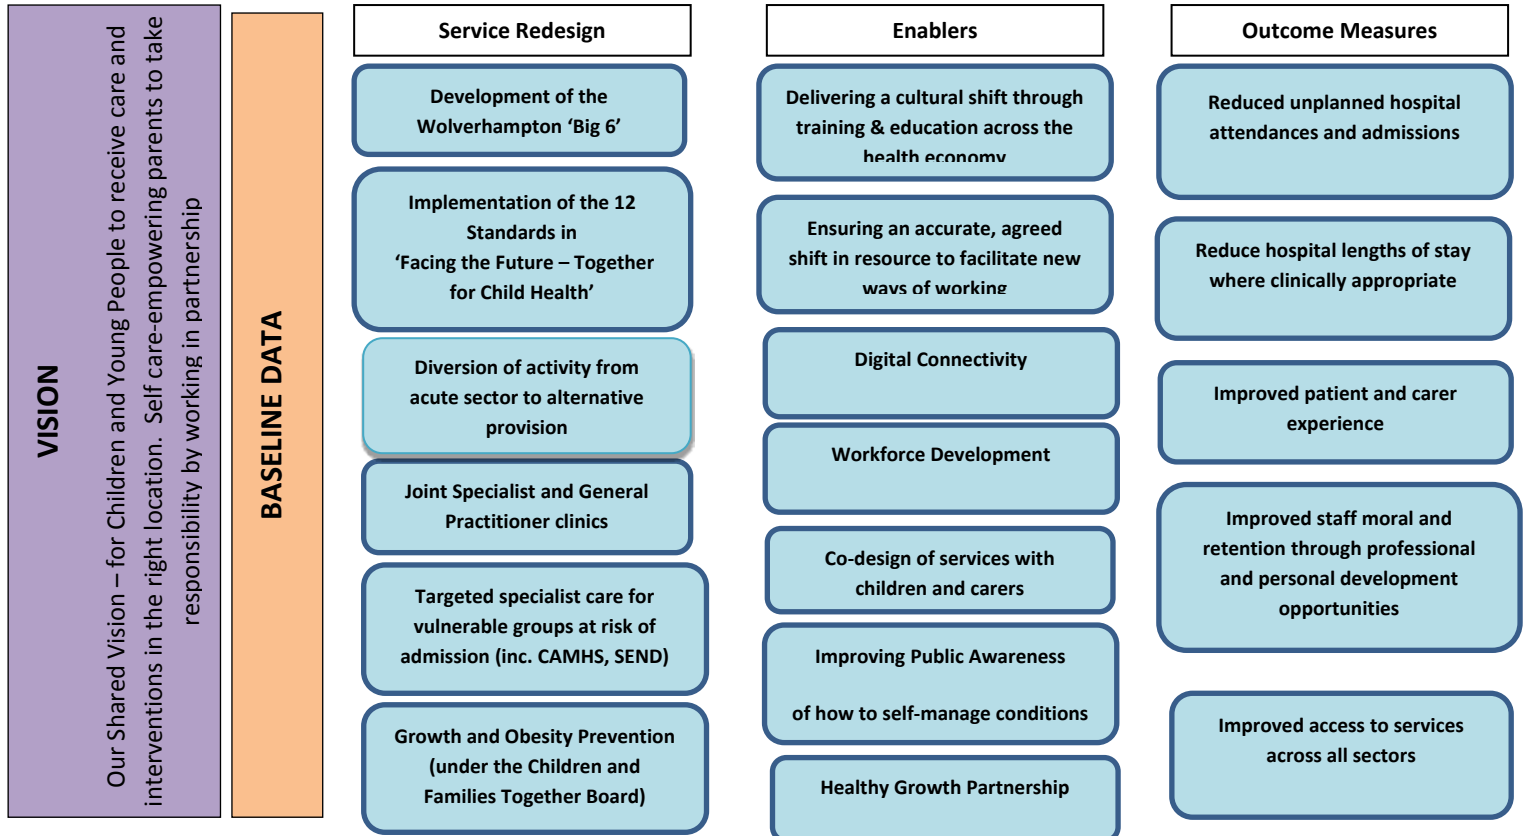 VISION
Our Shared Vision – for Children and Young People to receive care and
interventions in the right location.  Self care-empowering parents to take
responsibility by working in partnership
BASELINE DATA
Service Redesign
Development of the
Wolverhampton ‘Big 6’
Implementation of the 12
Standards in
‘Facing the Future – Together
for Child Health’
Diversion of activity from
acute sector to alternative
provision
Joint Specialist and General
Practitioner clinics
Targeted specialist care for
vulnerable groups at risk of
admission (inc. CAMHS, SEND)
Growth and Obesity Prevention
(under the Children and
Families Together Board)
Enablers
Delivering a cultural shift through
training & education across the
health economy
Ensuring an accurate, agreed
shift in resource to facilitate new
ways of working
Digital Connectivity
Workforce Development
Co-design of services with
children and carers
Improving Public Awareness
of how to self-manage conditions
Healthy Growth Partnership
Outcome Measures
Reduced unplanned hospital
attendances and admissions
Reduce hospital lengths of stay
where clinically appropriate
Improved patient and carer
experience
Improved staff moral and
retention through professional
and personal development
opportunities
Improved access to services
across all sectors